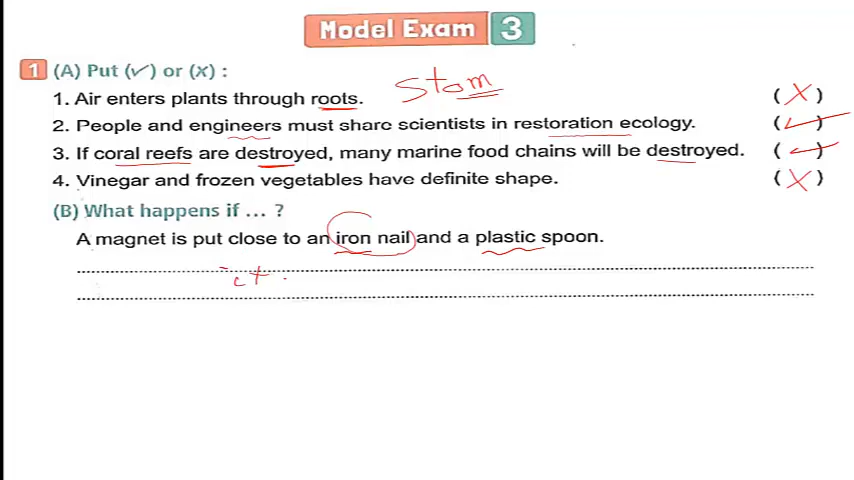 Model Exam 3
1 (A) Put (✓) or (x) :
Stom
1. Air enters plants through roots. (X)
2. People and engineers must share scientists in restoration ecology. (✓)
3. If coral reefs are destroyed, many marine food chains will be destroyed. (✓)
4. Vinegar and frozen vegetables have definite shape. (X)
(B) What happens if ... ?
A magnet is put close to an iron nail and a plastic spoon.